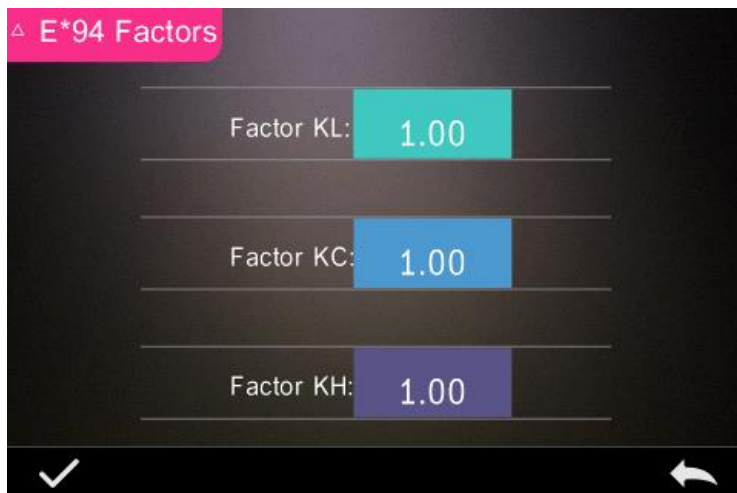 △ E*94 Factors
Factor KL: 1.00
Factor KC: 1.00
Factor KH: 1.00